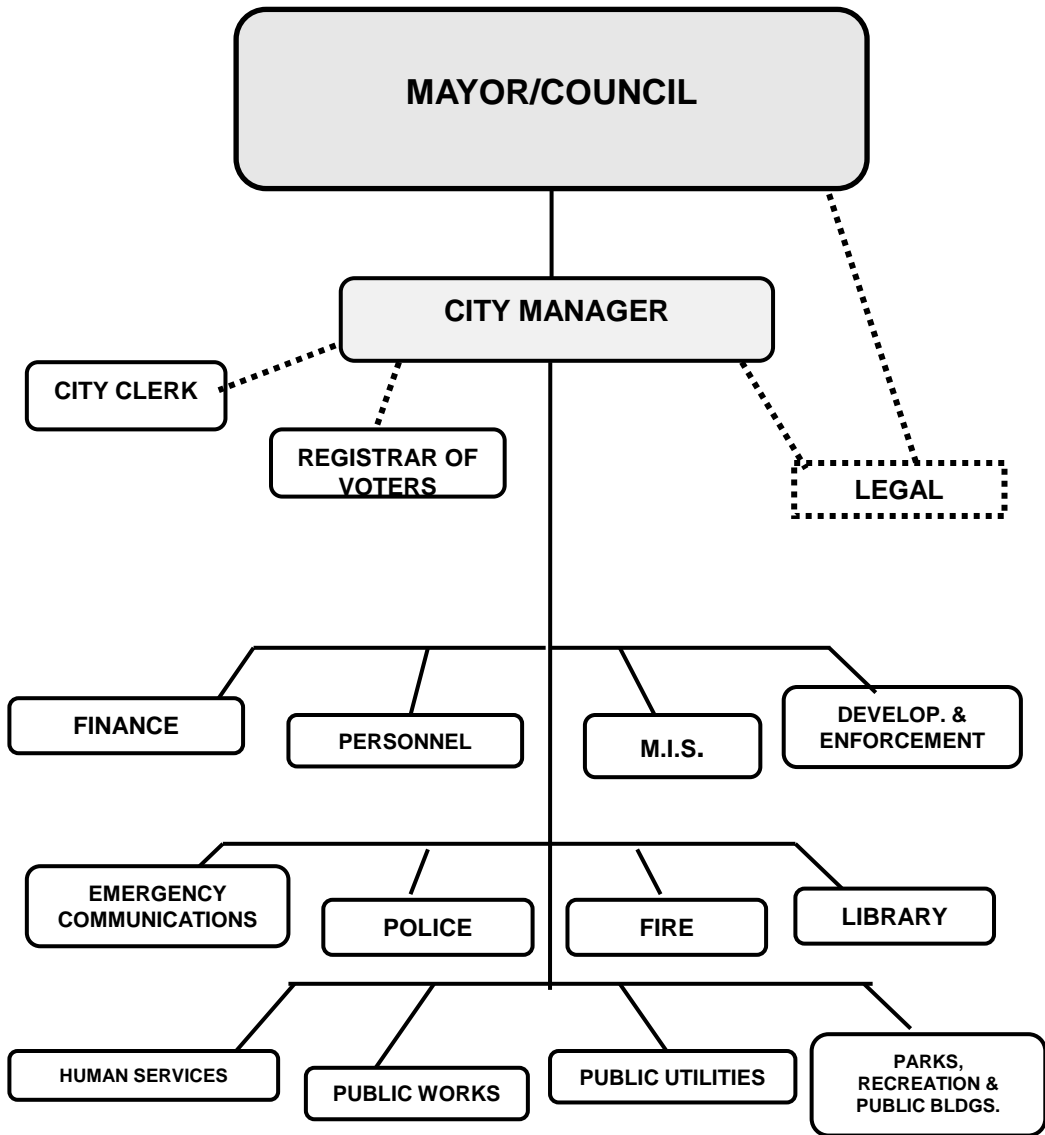 MAYOR/COUNCIL
CITY MANAGER
CITY CLERK
REGISTRAR OF
VOTERS
LEGAL
FINANCE
PERSONNEL
M.I.S.
DEVELOP. &
ENFORCEMENT
EMERGENCY
COMMUNICATIONS
POLICE
FIRE
LIBRARY
HUMAN SERVICES
PUBLIC WORKS
PUBLIC UTILITIES
PARKS,
RECREATION &
PUBLIC BLDGS.